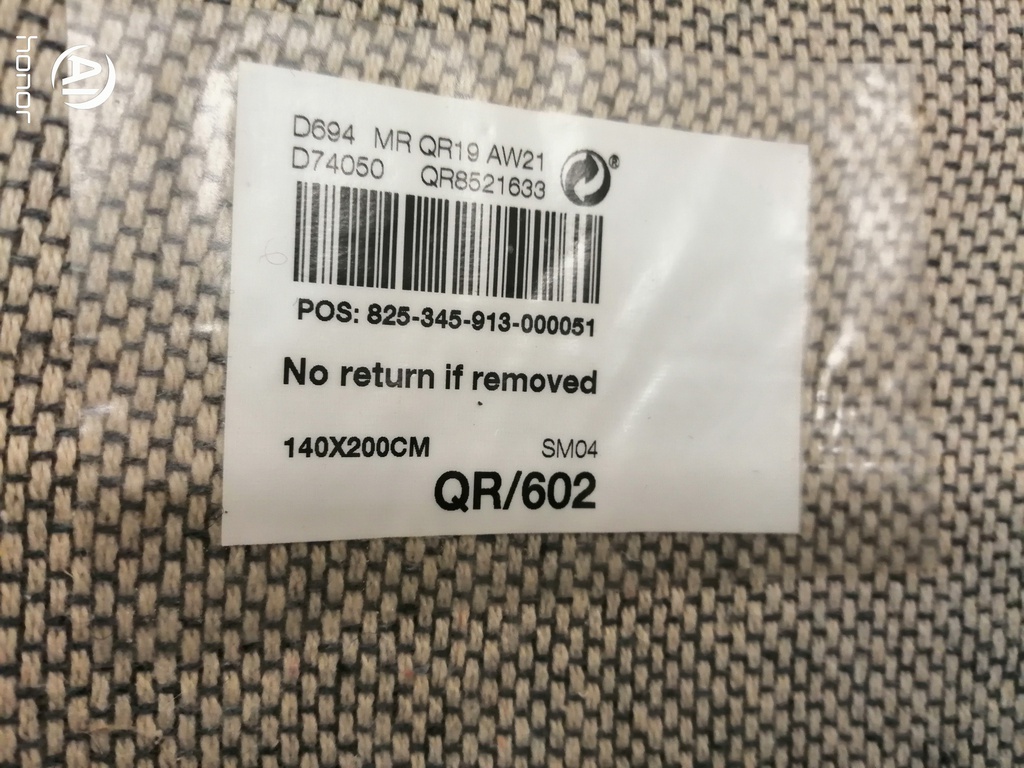 D694 MR QR19 AW21
D74050 QR8521633
POS: 825-345-913-000051
No return if removed
140X200CM SM04
QR/602
AI
honor